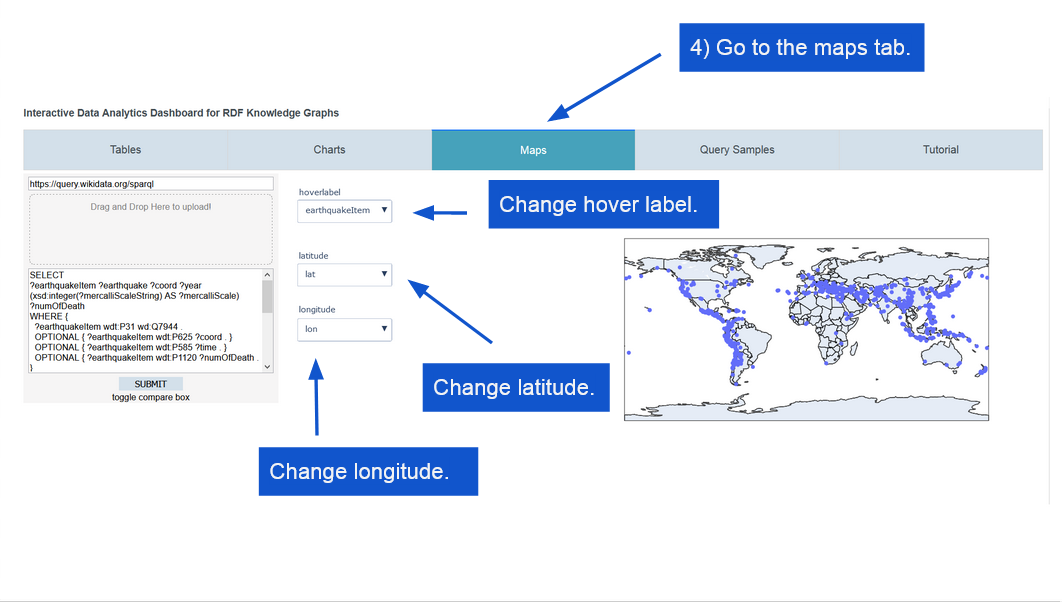 4) Go to the maps tab.
Interactive Data Analytics Dashboard for RDF Knowledge Graphs
Tables
Charts
Maps
Query Samples
Tutorial
https://query.wikidata.org/sparql
Drag and Drop Here to upload!
SELECT
?earthquakeItem ?earthquake ?coord ?year
(xsd:integer(?mercalliScaleString) AS ?mercalliScale)
?numOfDeath
WHERE {
?earthquakeItem wdt:P31 wd:Q7944 .
OPTIONAL { ?earthquakeItem wdt:P625 ?coord . }
OPTIONAL { ?earthquakeItem wdt:P585 ?time . }
OPTIONAL { ?earthquakeItem wdt:P1120 ?numOfDeath .
}
SUBMIT
toggle compare box
hoverlabel
earthquakeItem
Change hover label.
latitude
lat
longitude
lon
Change latitude.
Change longitude.